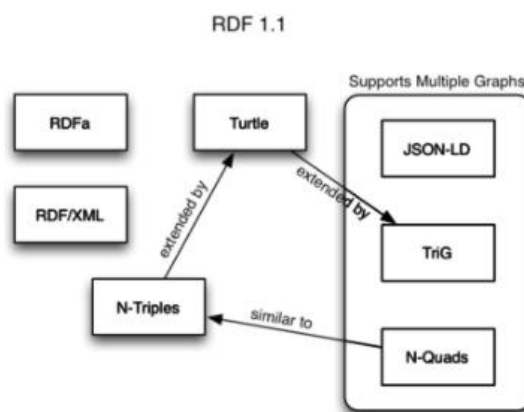 RDF 1.1
Supports Multiple Graphs
RDFa
Turtle
JSON-LD
extended by
extended by
RDF/XML
TriG
N-Triples
similar to
N-Quads